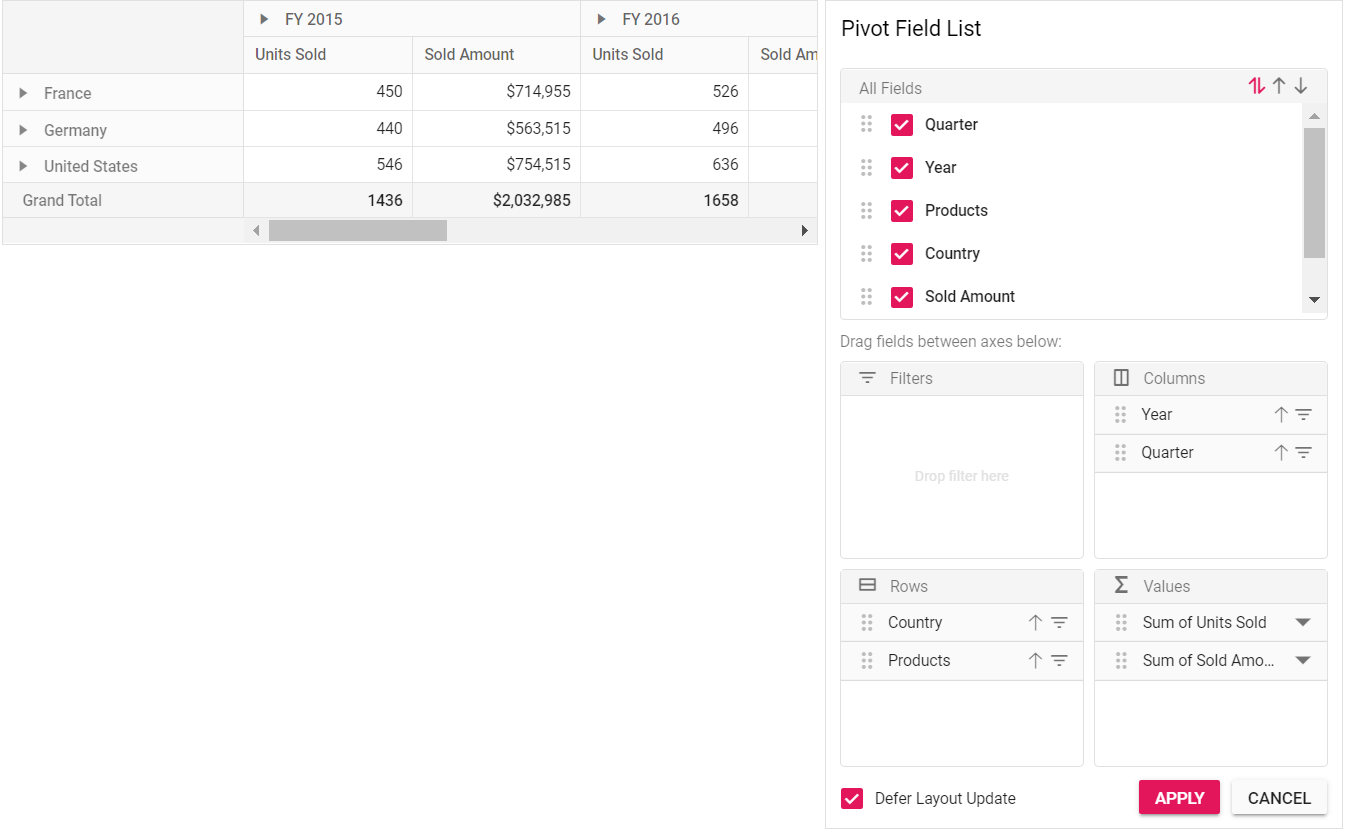 FY 2015 FY 2016
Units Sold Sold Amount Units Sold Sold Am
France 450 $714,955 526
Germany 440 $563,515 496
United States 546 $754,515 636
Grand Total 1436 $2,032,985 1658
Pivot Field List
All Fields
Quarter
Year
Products
Country
Sold Amount
Drag fields between axes below:
Filters
Drop filter here
Columns
Year
Quarter
Rows
Country
Products
Values
Sum of Units Sold
Sum of Sold Amo...
Defer Layout Update
APPLY CANCEL